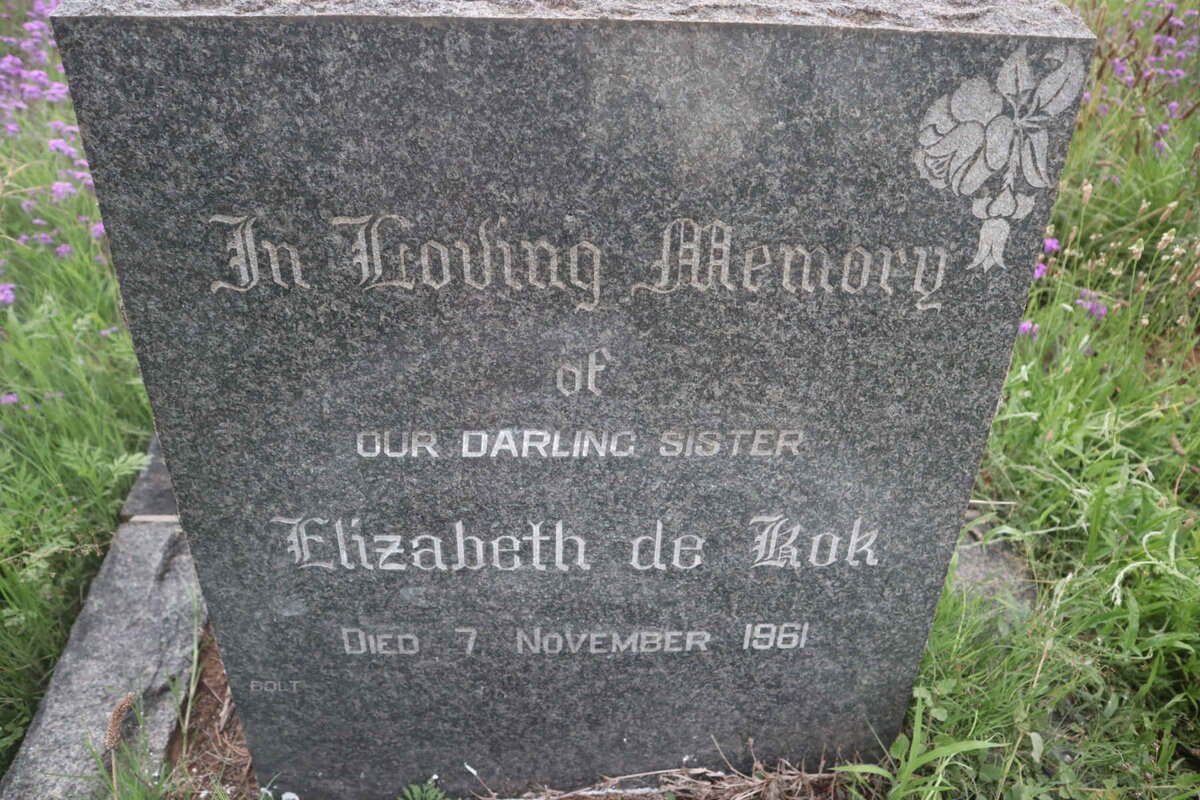 In Loving Memory
of
OUR DARLING SISTER
Elizabeth de Kok
DIED 7 NOVEMBER 1961
BOLT